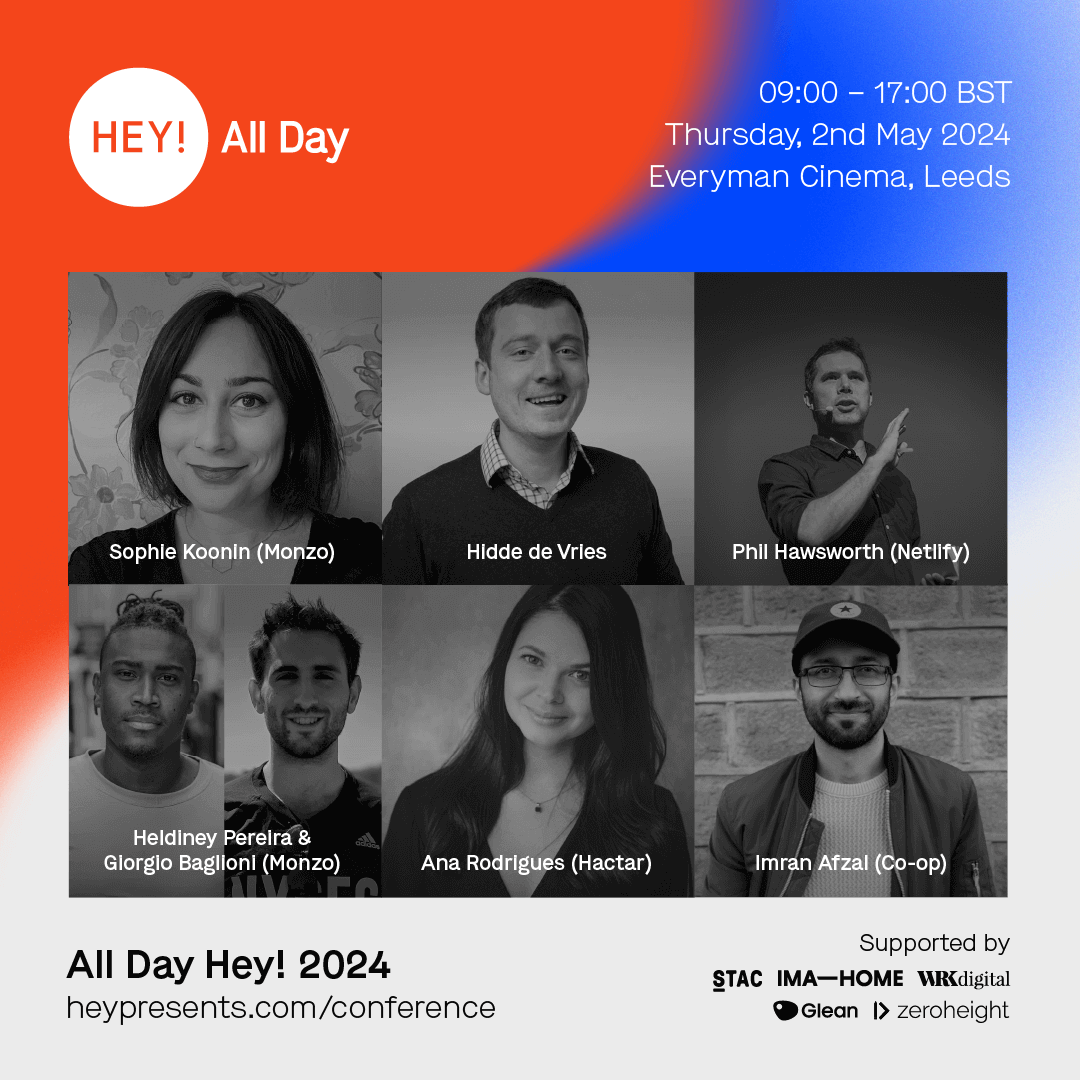 HEY! All Day
09:00 – 17:00 BST
Thursday, 2nd May 2024
Everyman Cinema, Leeds
Sophie Koonin (Monzo)
Hidde de Vries
Phil Hawsworth (Netlify)
Heldiney Pereira &
Giorgio Baglioni (Monzo)
adidas
Ana Rodrigues (Hactar)
Imran Afzal (Co-op)
All Day Hey! 2024
heypresents.com/conference
Supported by
STAC IMA—HOME WRKdigital
Glean zeroheight